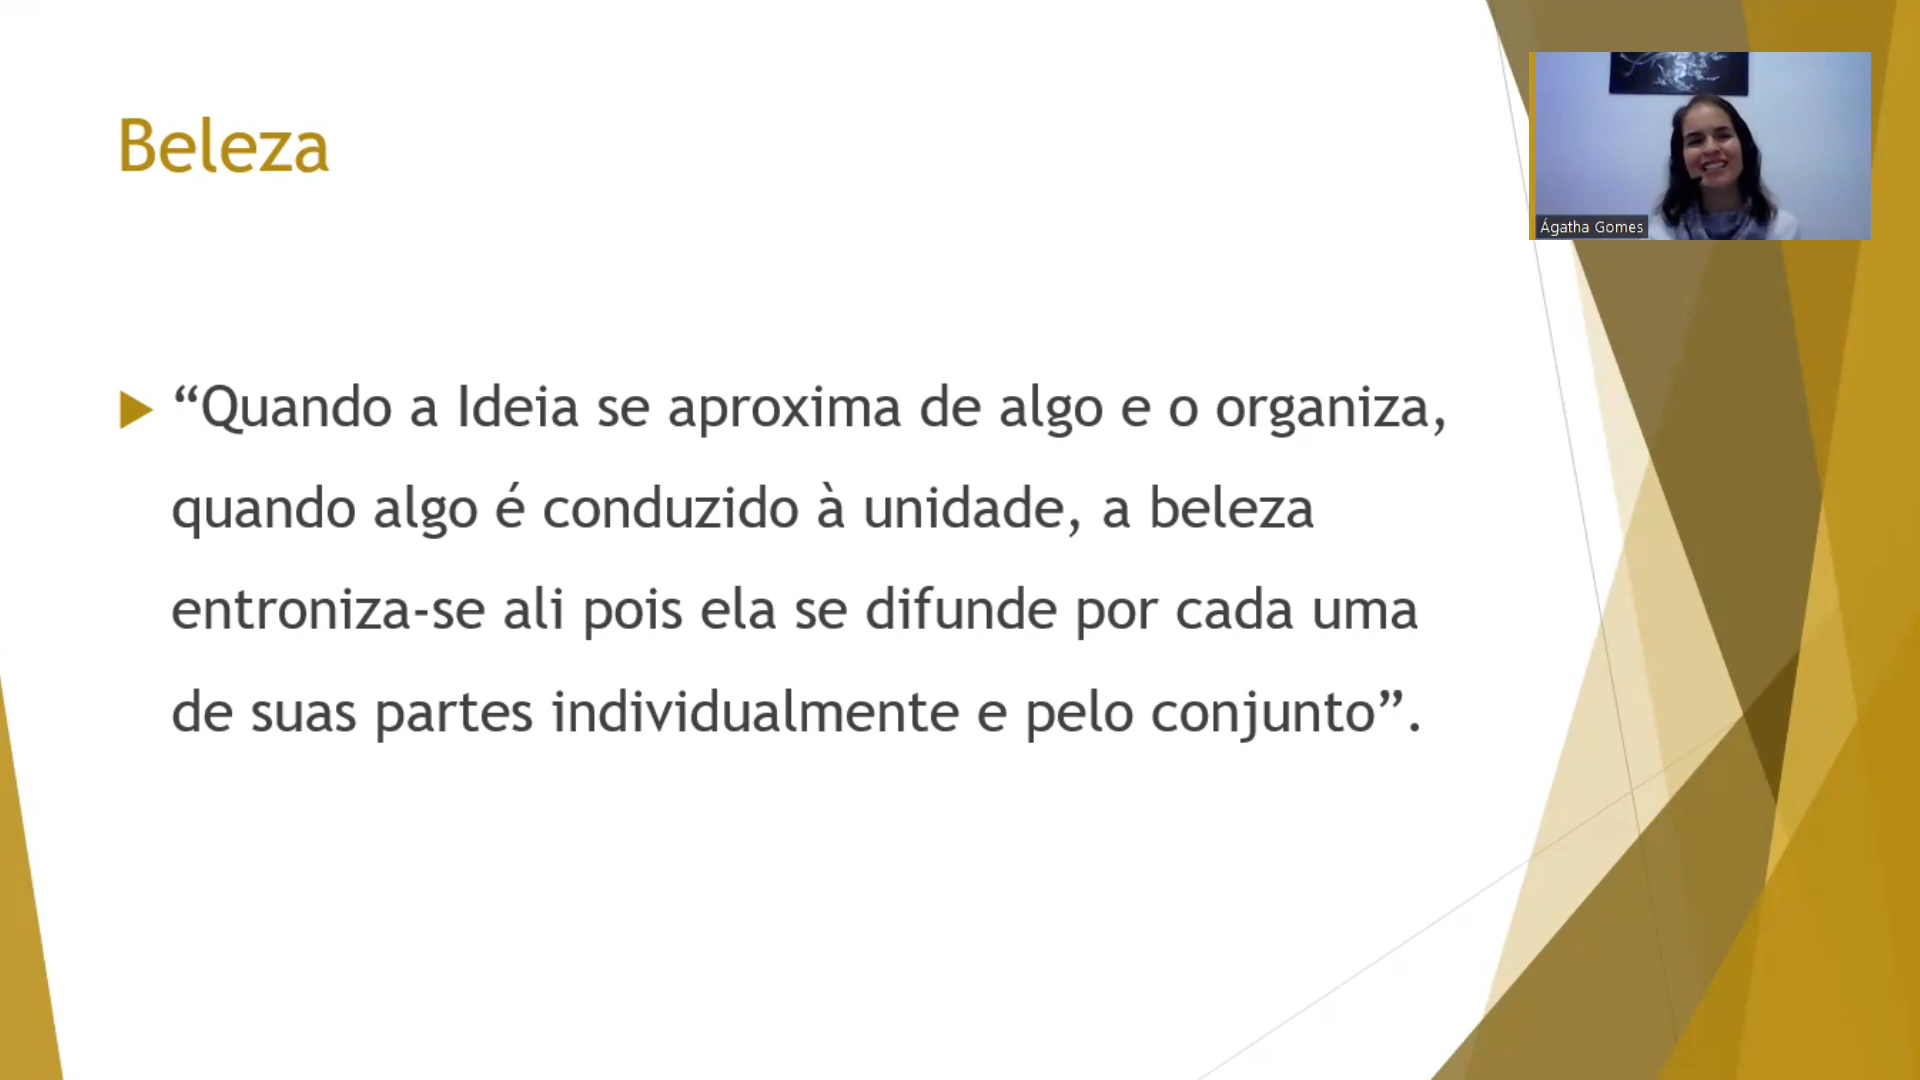 Beleza
Ágatha Gomes
“Quando a Ideia se aproxima de algo e o organiza,
quando algo é conduzido à unidade, a beleza
entroniza-se ali pois ela se difunde por cada uma
de suas partes individualmente e pelo conjunto”.